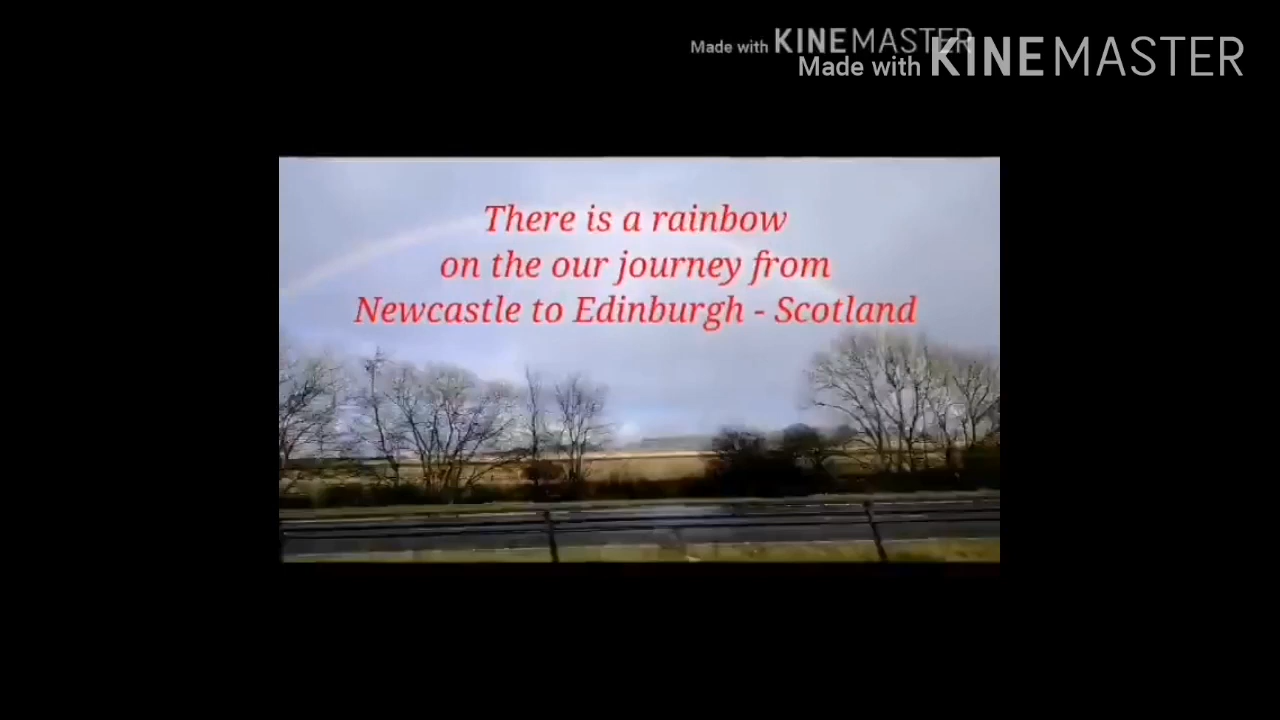 Made with KINEMASTER
Made with KINEMASTER
There is a rainbow
on the our journey from
Newcastle to Edinburgh - Scotland